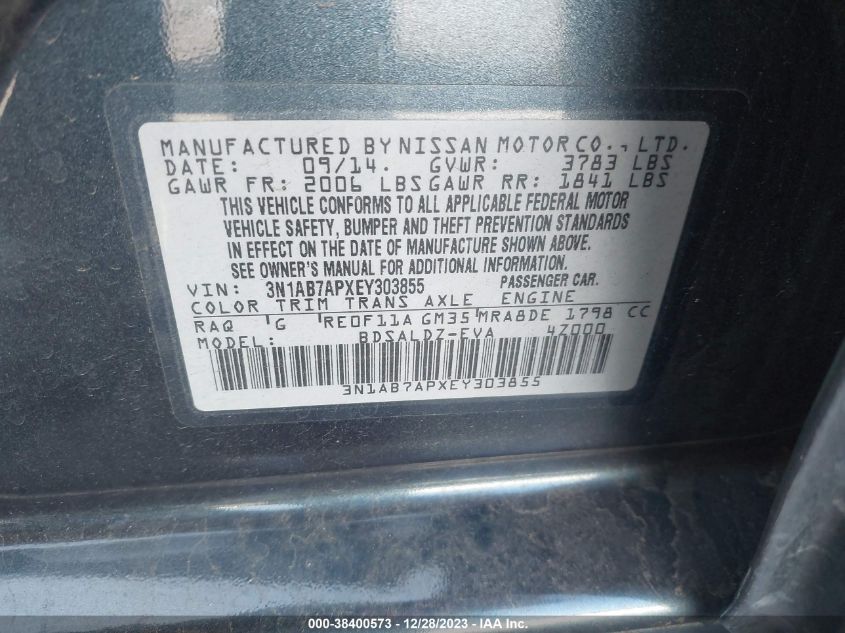 MANUFACTURED BY NISSAN MOTOR CO., LTD.
DATE: 09/14. GVWR: 3783 LBS
GAWR FR: 2006 LBS GAWR RR: 1841 LBS
THIS VEHICLE CONFORMS TO ALL APPLICABLE FEDERAL MOTOR
VEHICLE SAFETY, BUMPER AND THEFT PREVENTION STANDARDS
IN EFFECT ON THE DATE OF MANUFACTURE SHOWN ABOVE.
SEE OWNER'S MANUAL FOR ADDITIONAL INFORMATION.
VIN: 3N1AB7APXEY303855 PASSENGER CAR.
COLOR TRIM TRANS AXLE ENGINE
RAQ G RE0F11A GM35 MRA8DE 1798 CC
MODEL: BDSALDZ-EVA 4Z000
3N1AB7APXEY303855
000-38400573 - 12/28/2023 - IAA Inc.